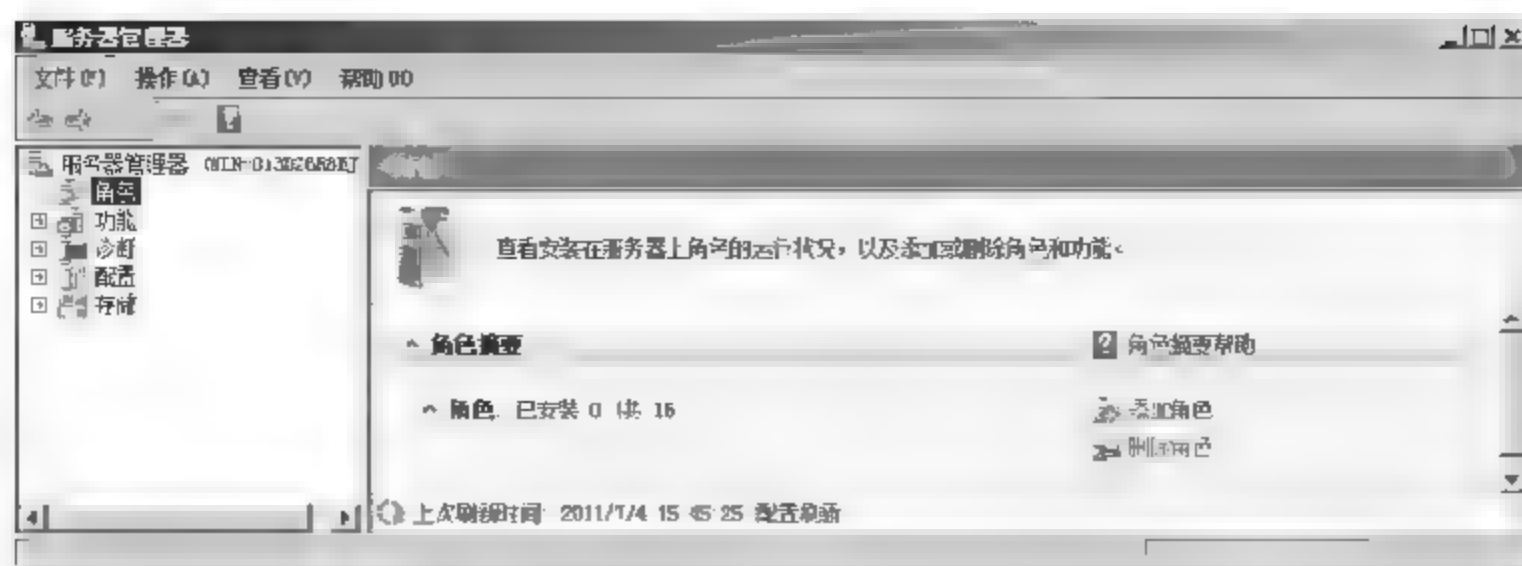 服务器管理器
文件(F) 操作(A) 查看(V) 帮助(H)
服务器管理器
角色
功能
诊断
配置
存储
查看安装在服务器上角色的运行状况，以及添加或删除角色和功能。
角色摘要
角色摘要帮助
角色: 已安装 0 (共 16
添加角色
删除角色
上次刷新时间: 2011/7/4 15:45:25 配置刷新